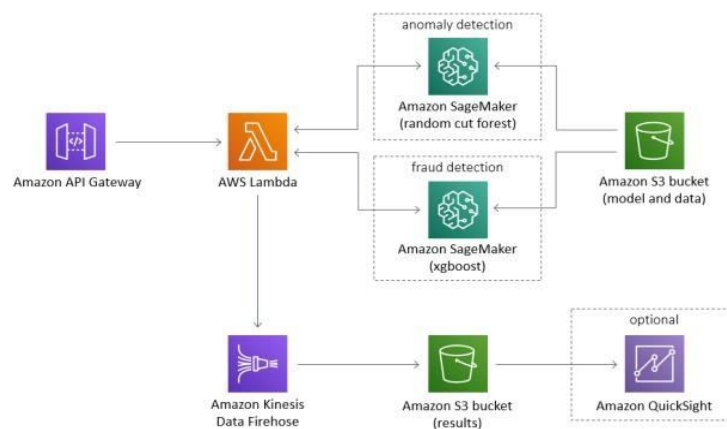 anomaly detection
Amazon SageMaker
(random cut forest)
Amazon API Gateway
AWS Lambda
Amazon S3 bucket
(model and data)
fraud detection
Amazon SageMaker
(xgboost)
optional
Amazon Kinesis
Data Firehose
Amazon S3 bucket
(results)
Amazon QuickSight